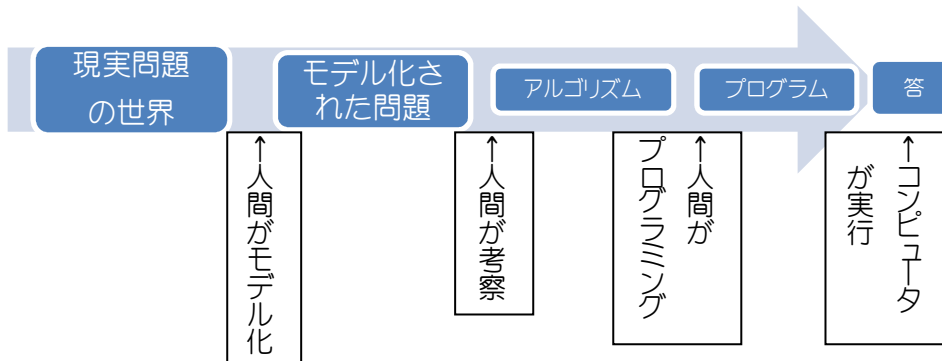 現実問題
の世界
モデル化さ
れた問題
アルゴリズム
プログラム
答
↑人間がモデル化
↑人間が考察
↑人間が
プログラミング
↑コンピュータ
が実行